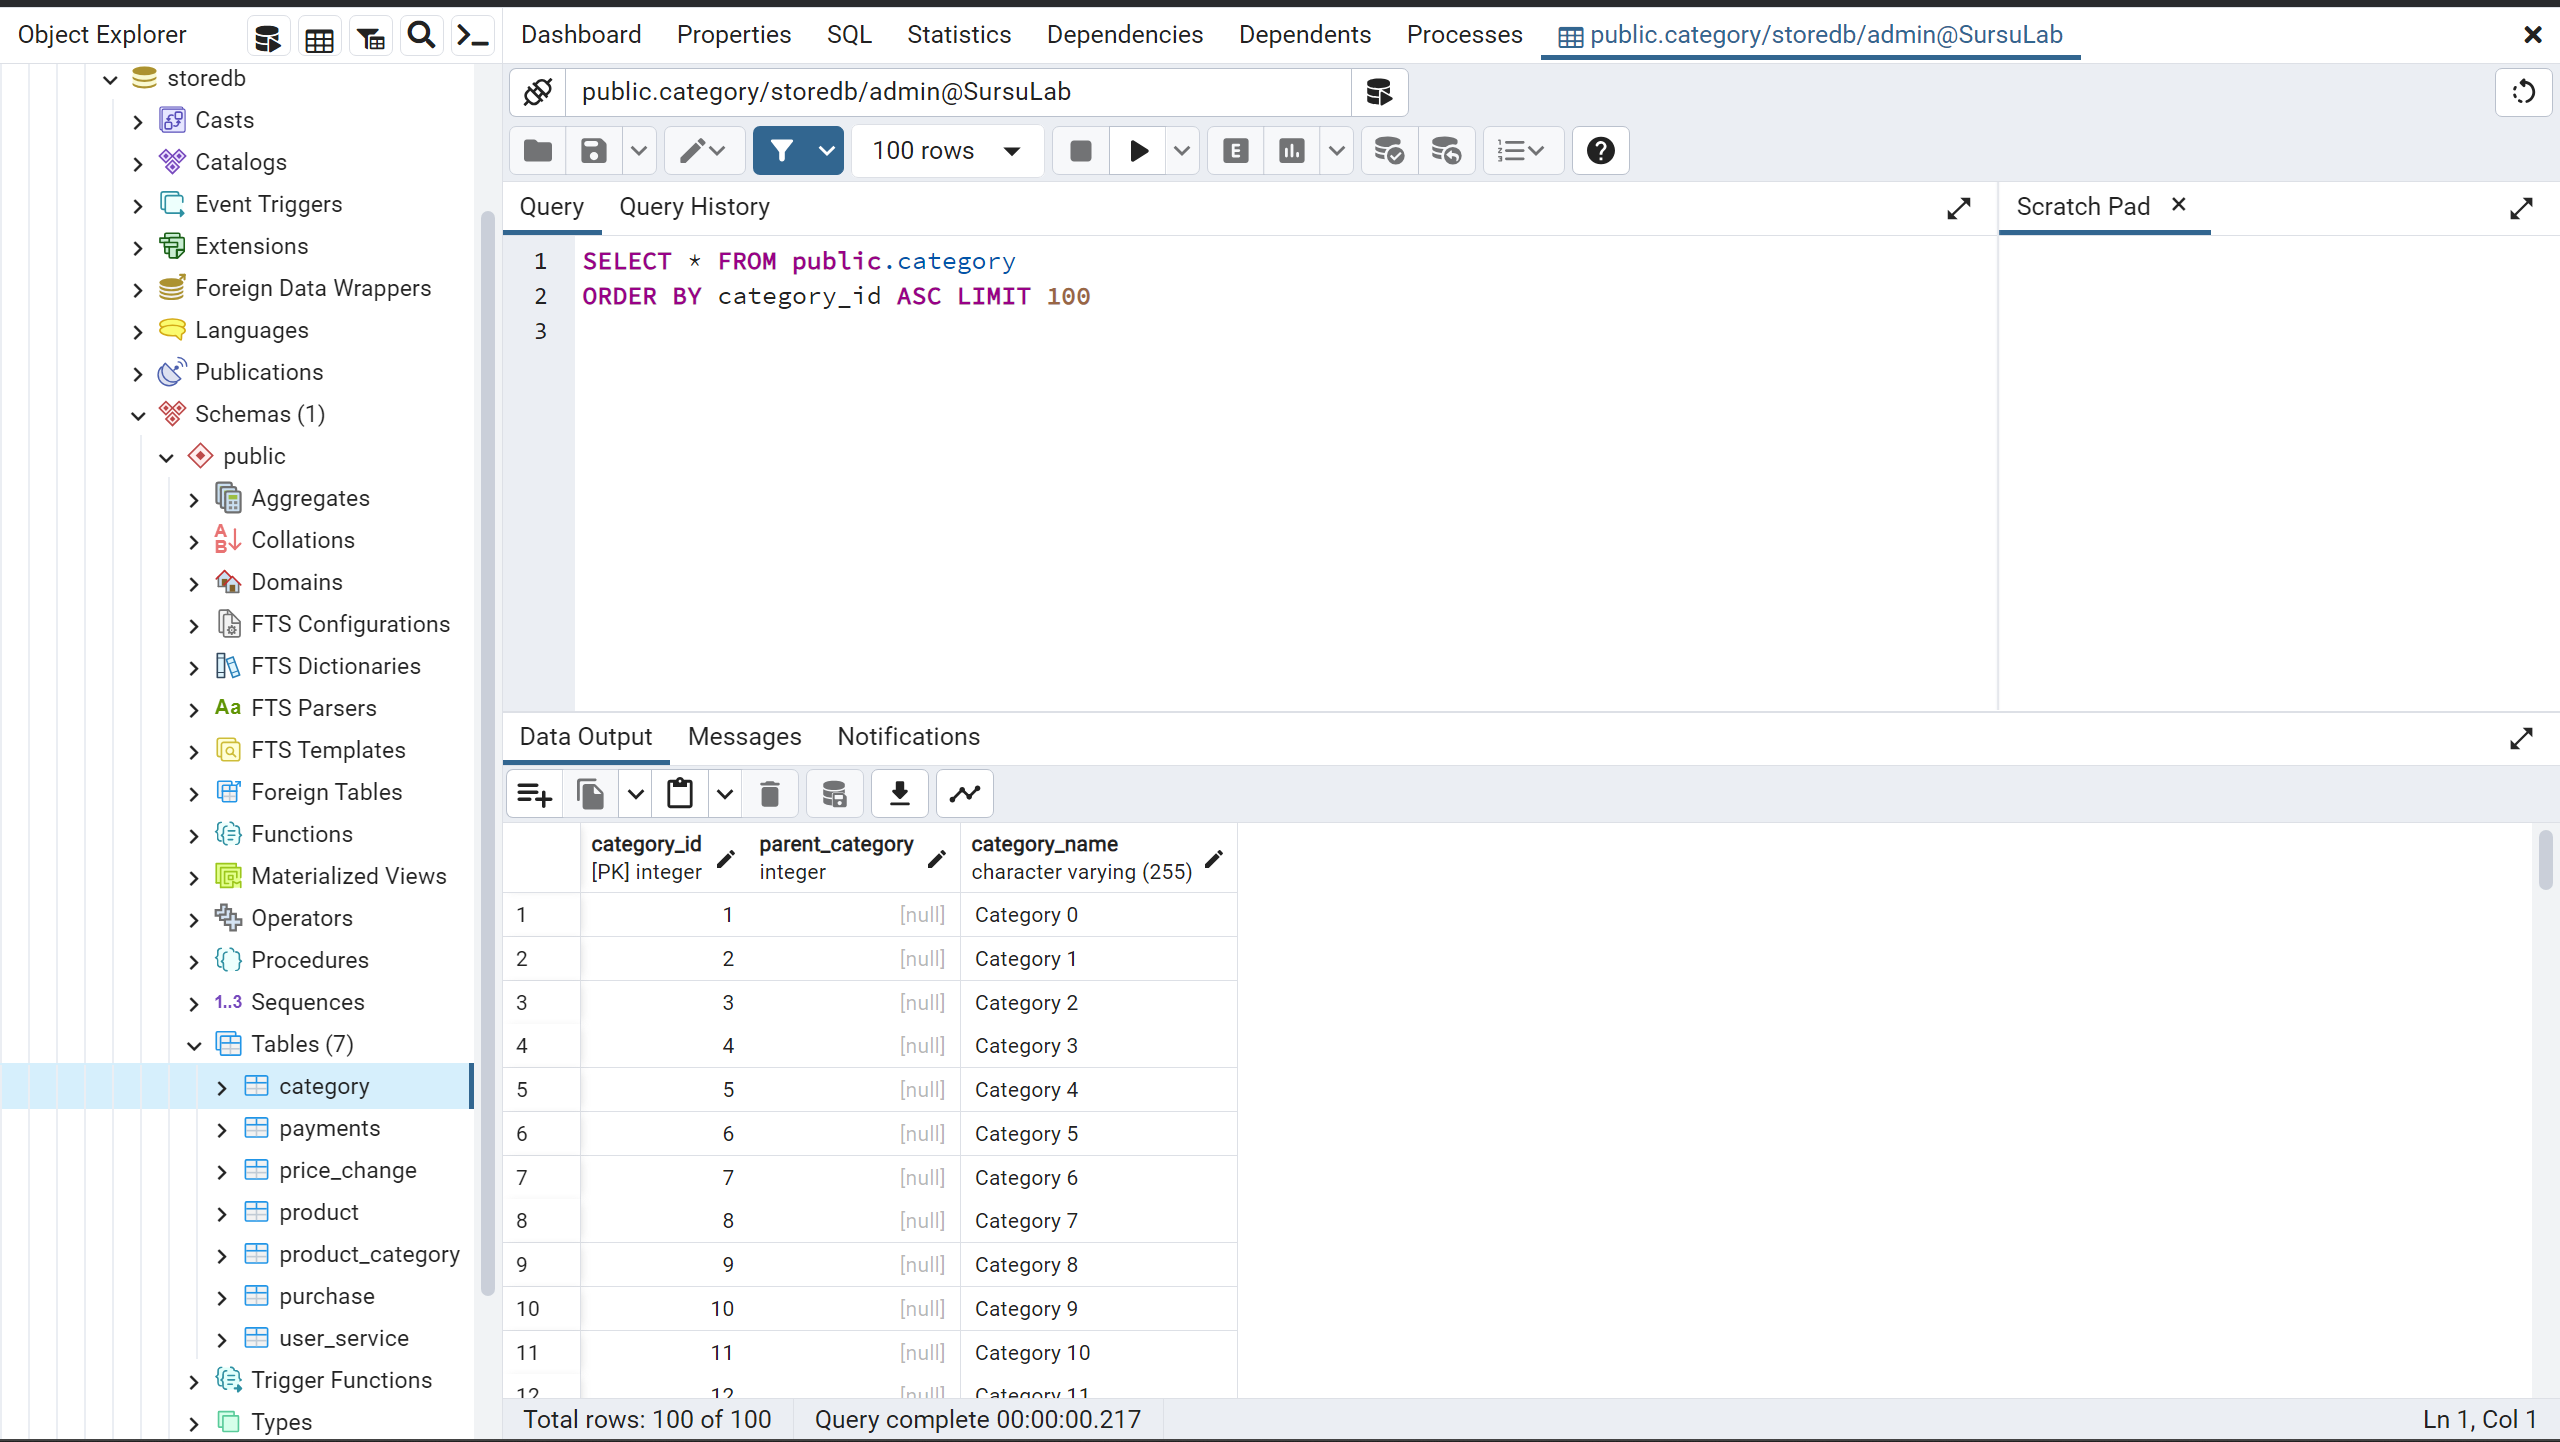 Object Explorer
Dashboard Properties SQL Statistics Dependencies Dependents Processes public.category/storedb/admin@SursuLab
storedb
Casts
Catalogs
Event Triggers
Extensions
Foreign Data Wrappers
Languages
Publications
Schemas (1)
public
Aggregates
Collations
Domains
FTS Configurations
FTS Dictionaries
Aa FTS Parsers
FTS Templates
Foreign Tables
Functions
Materialized Views
Operators
Procedures
1..3 Sequences
Tables (7)
category
payments
price_change
product
product_category
purchase
user_service
Trigger Functions
Types
public.category/storedb/admin@SursuLab
100 rows
Query Query History
Scratch Pad
1 SELECT * FROM public.category
2 ORDER BY category_id ASC LIMIT 100
3
Data Output Messages Notifications
category_id parent_category category_name
[PK] integer integer character varying (255)
1 1 [null] Category 0
2 2 [null] Category 1
3 3 [null] Category 2
4 4 [null] Category 3
5 5 [null] Category 4
6 6 [null] Category 5
7 7 [null] Category 6
8 8 [null] Category 7
9 9 [null] Category 8
10 10 [null] Category 9
11 11 [null] Category 10
12 12 [null] Category 11
Total rows: 100 of 100 Query complete 00:00:00.217 Ln 1, Col 1